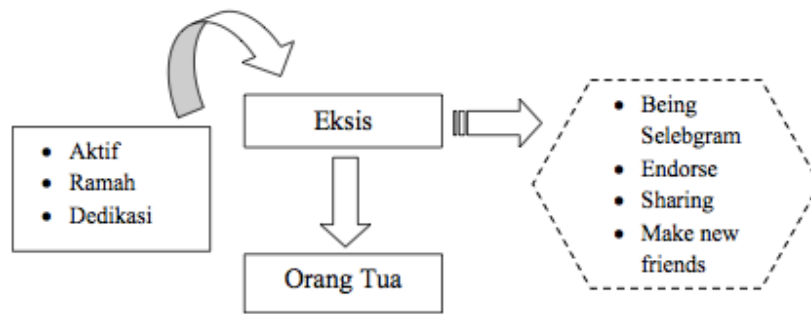 • Aktif
• Ramah
• Dedikasi
Eksis
Orang Tua
• Being
Selebgram
• Endorse
• Sharing
• Make new
friends